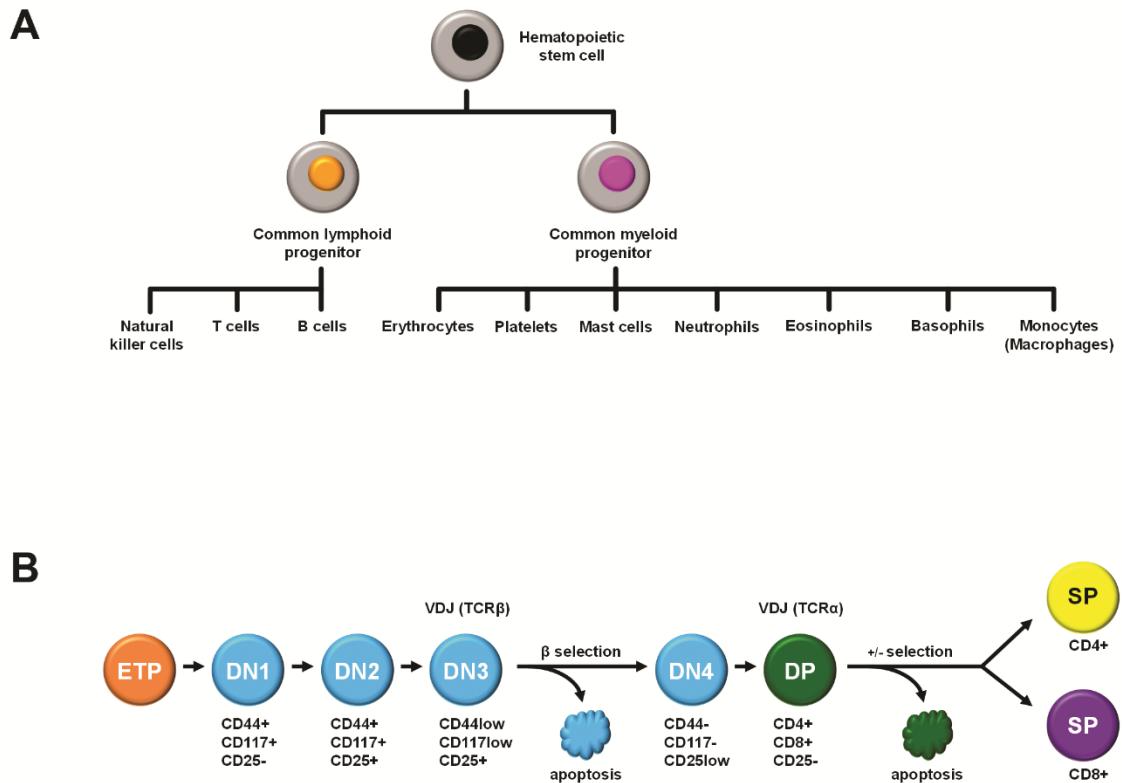 A
Hematopoietic
stem cell
Common lymphoid
progenitor
Common myeloid
progenitor
Natural
killer cells
T cells
B cells
Erythrocytes
Platelets
Mast cells
Neutrophils
Eosinophils
Basophils
Monocytes
(Macrophages)
B
VDJ (TCRβ)
VDJ (TCRα)
ETP
DN1
DN2
DN3
β selection
DN4
DP
+/- selection
SP
CD4+
SP
CD8+
CD44+
CD117+
CD25-
CD44+
CD117+
CD25+
CD44low
CD117low
CD25+
apoptosis
CD44-
CD117-
CD25low
CD4+
CD8+
CD25-
apoptosis